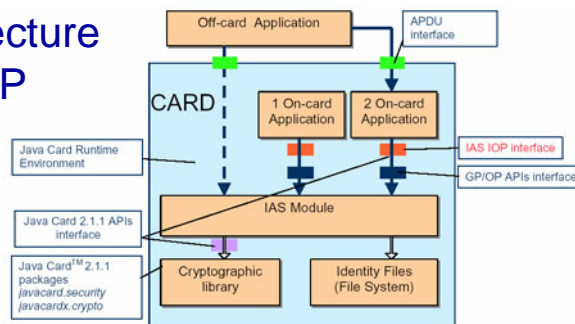 ecture
P
Off-card Application
APDU
interface
CARD
1 On-card
Application
2 On-card
Application
Java Card Runtime
Environment
IAS IOP interface
GP/OP APIs interface
IAS Module
Java Card 2.1.1 APIs
interface
Java Card™ 2.1.1
packages
javacard.security
javacardx.crypto
Cryptographic
library
Identity Files
(File System)